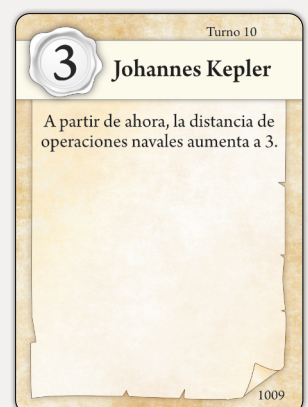 Turno 10
3 Johannes Kepler
A partir de ahora, la distancia de
operaciones navales aumenta a 3.
1009